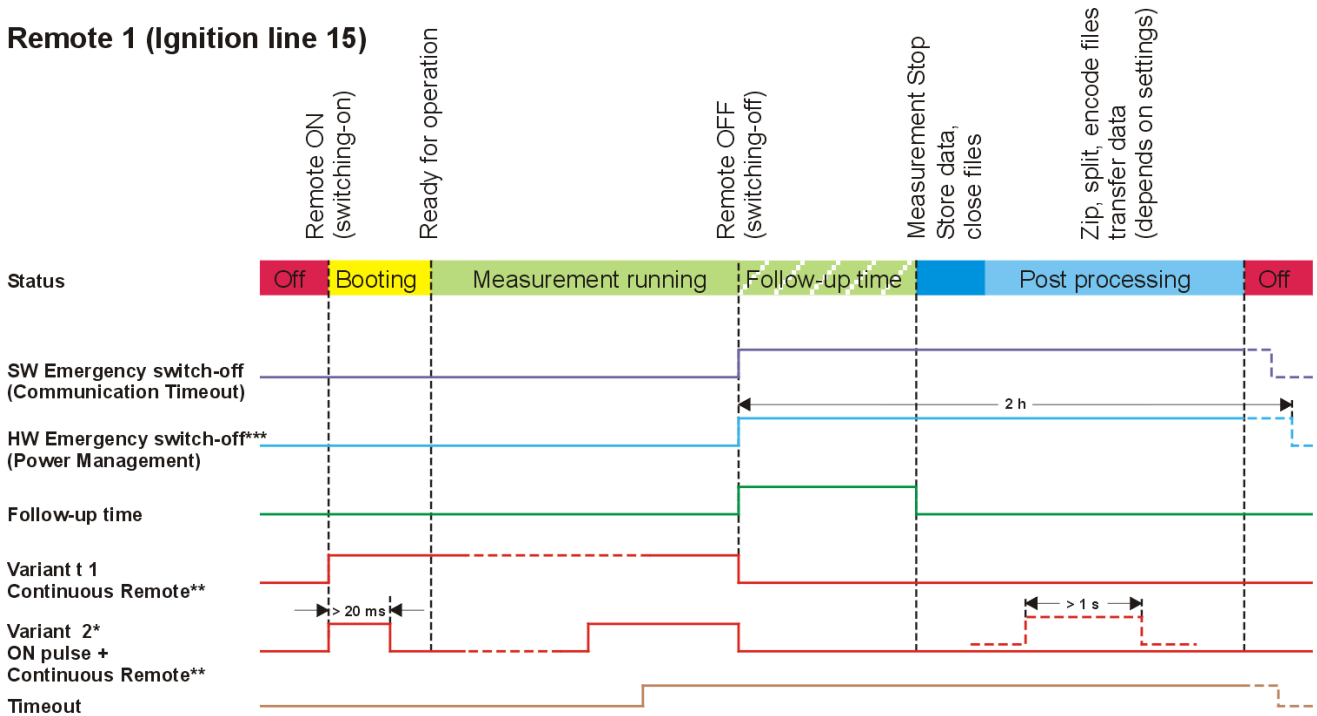 Remote 1 (Ignition line 15)
Remote ON
(switching-on)
Ready for operation
Remote OFF
(switching-off)
Measurement Stop
Store data,
close files
Zip, split, encode files
transfer data
(depends on settings)
Status
Off
Booting
Measurement running
Follow-up time
Post processing
Off
SW Emergency switch-off
(Communication Timeout)
2 h
HW Emergency switch-off***
(Power Management)
Follow-up time
Variant t 1
Continuous Remote**
> 20 ms
> 1 s
Variant 2*
ON pulse +
Continuous Remote**
Timeout